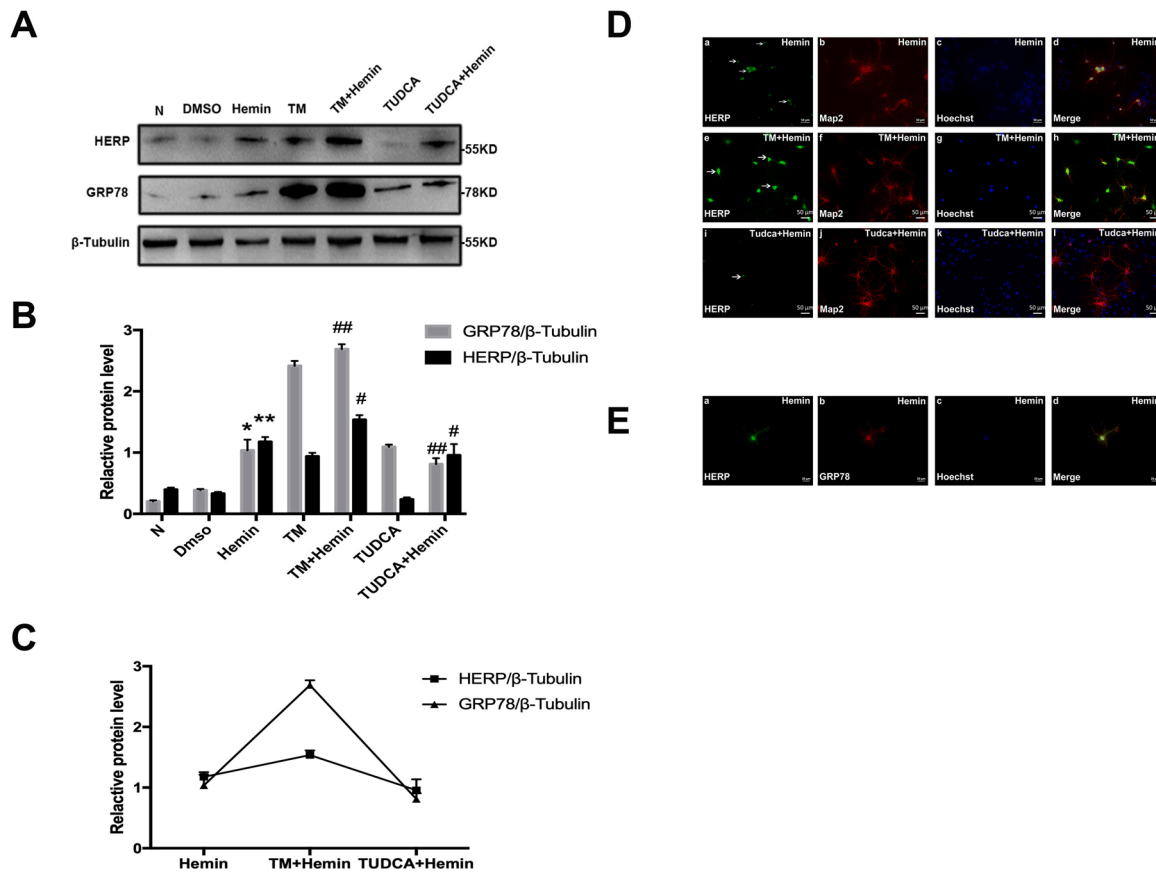 A
N DMSO Hemin TM TM+Hemin TUDCA TUDCA+Hemin
HERP -55KD
GRP78 -78KD
β-Tubulin -55KD
B
Relactive protein level
3
2
1
0
GRP78/β-Tubulin
HERP/β-Tubulin
* ** ## # ## #
N Dmso Hemin TM TM+Hemin TUDCA TUDCA+Hemin
C
Relactive protein level
3
2
1
0
HERP/β-Tubulin
GRP78/β-Tubulin
Hemin TM+Hemin TUDCA+Hemin
D
a Hemin b Hemin c Hemin d Hemin
HERP Map2 Hoechst Merge
e TM+Hemin f TM+Hemin g TM+Hemin h TM+Hemin
50 µm 50 µm 50 µm 50 µm
HERP Map2 Hoechst Merge
i Tudca+Hemin j Tudca+Hemin k Tudca+Hemin l Tudca+Hemin
50 µm 50 µm 50 µm 50 µm
HERP Map2 Hoechst Merge
E
a Hemin b Hemin c Hemin d Hemin
HERP GRP78 Hoechst Merge